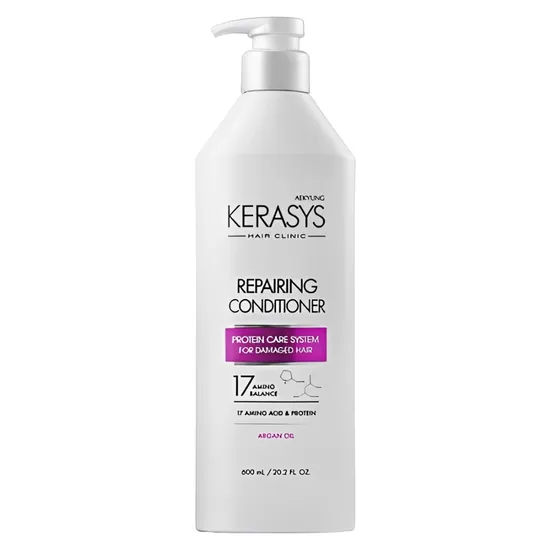 AEKYUNG
KERASYS
HAIR CLINIC
REPAIRING
CONDITIONER
PROTEIN CARE SYSTEM
FOR DAMAGED HAIR
17 AMINO
BALANCE
17 AMINO ACID & PROTEIN
ARGAN OIL
600 mL / 20.2 FL. OZ.